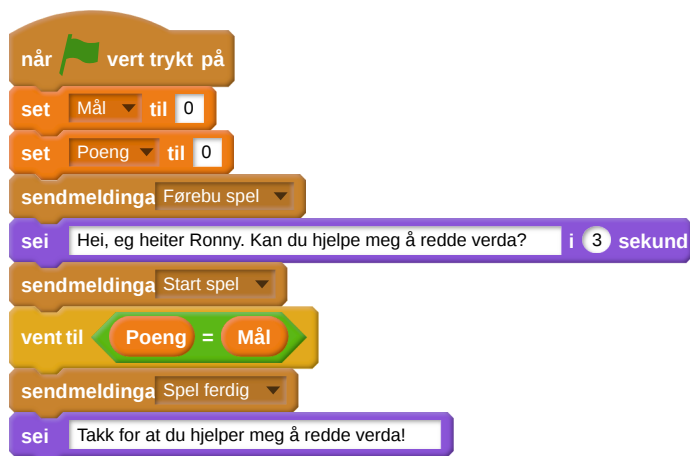 når vert trykt på
set Mål til 0
set Poeng til 0
sendmeldinga Førebu spel
sei Hei, eg heiter Ronny. Kan du hjelpe meg å redde verda? i 3 sekund
sendmeldinga Start spel
vent til Poeng = Mål
sendmeldinga Spel ferdig
sei Takk for at du hjelper meg å redde verda!